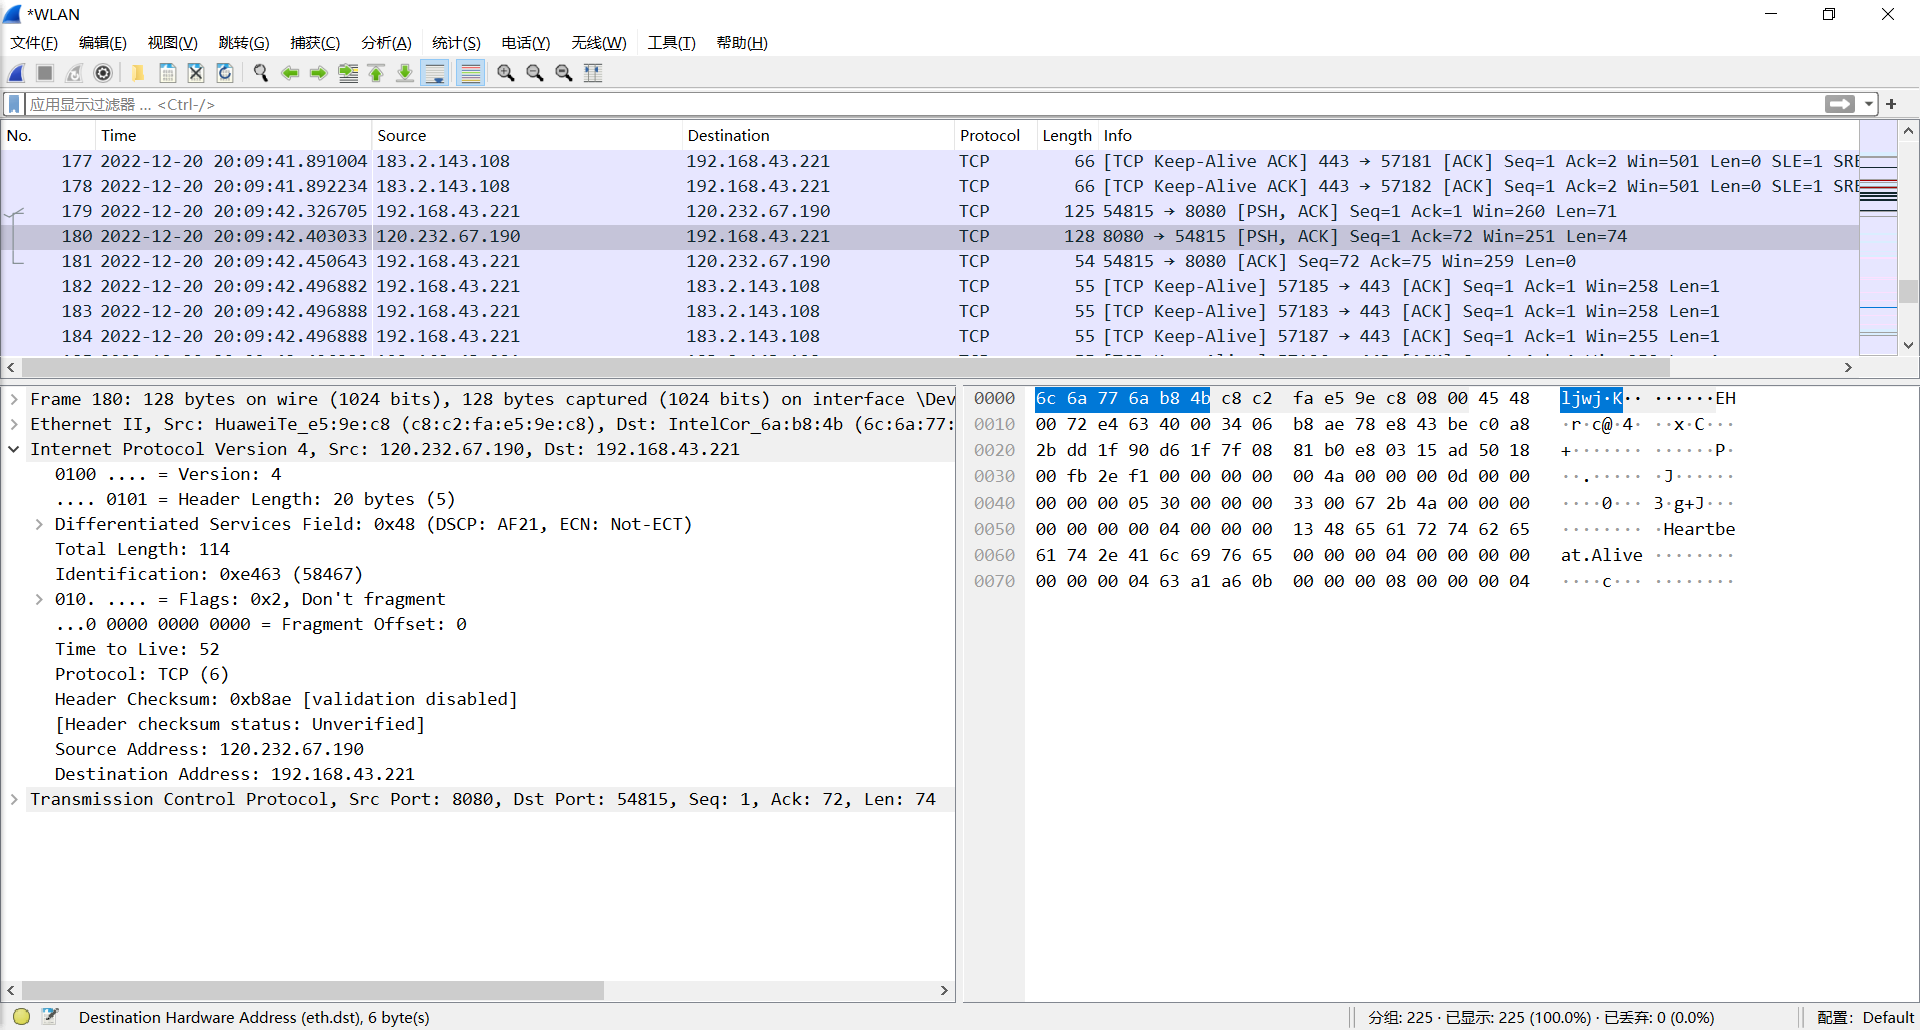 *WLAN
文件(F) 编辑(E) 视图(V) 跳转(G) 捕获(C) 分析(A) 统计(S) 电话(Y) 无线(W) 工具(T) 帮助(H)
应用显示过滤器 … <Ctrl-/>
No. Time Source Destination Protocol Length Info
177 2022-12-20 20:09:41.891004 183.2.143.108 192.168.43.221 TCP 66 [TCP Keep-Alive ACK] 443 → 57181 [ACK] Seq=1 Ack=2 Win=501 Len=0 SLE=1 SRE
178 2022-12-20 20:09:41.892234 183.2.143.108 192.168.43.221 TCP 66 [TCP Keep-Alive ACK] 443 → 57182 [ACK] Seq=1 Ack=2 Win=501 Len=0 SLE=1 SRE
179 2022-12-20 20:09:42.326705 192.168.43.221 120.232.67.190 TCP 125 54815 → 8080 [PSH, ACK] Seq=1 Ack=1 Win=260 Len=71
180 2022-12-20 20:09:42.403033 120.232.67.190 192.168.43.221 TCP 128 8080 → 54815 [PSH, ACK] Seq=1 Ack=72 Win=251 Len=74
181 2022-12-20 20:09:42.450643 192.168.43.221 120.232.67.190 TCP 54 54815 → 8080 [ACK] Seq=72 Ack=75 Win=259 Len=0
182 2022-12-20 20:09:42.496882 192.168.43.221 183.2.143.108 TCP 55 [TCP Keep-Alive] 57185 → 443 [ACK] Seq=1 Ack=1 Win=258 Len=1
183 2022-12-20 20:09:42.496888 192.168.43.221 183.2.143.108 TCP 55 [TCP Keep-Alive] 57183 → 443 [ACK] Seq=1 Ack=1 Win=258 Len=1
184 2022-12-20 20:09:42.496888 192.168.43.221 183.2.143.108 TCP 55 [TCP Keep-Alive] 57187 → 443 [ACK] Seq=1 Ack=1 Win=255 Len=1
Frame 180: 128 bytes on wire (1024 bits), 128 bytes captured (1024 bits) on interface \Dev
Ethernet II, Src: HuaweiTe_e5:9e:c8 (c8:c2:fa:e5:9e:c8), Dst: IntelCor_6a:b8:4b (6c:6a:77:
Internet Protocol Version 4, Src: 120.232.67.190, Dst: 192.168.43.221
0100 .... = Version: 4
.... 0101 = Header Length: 20 bytes (5)
Differentiated Services Field: 0x48 (DSCP: AF21, ECN: Not-ECT)
Total Length: 114
Identification: 0xe463 (58467)
010. .... = Flags: 0x2, Don't fragment
...0 0000 0000 0000 = Fragment Offset: 0
Time to Live: 52
Protocol: TCP (6)
Header Checksum: 0xb8ae [validation disabled]
[Header checksum status: Unverified]
Source Address: 120.232.67.190
Destination Address: 192.168.43.221
Transmission Control Protocol, Src Port: 8080, Dst Port: 54815, Seq: 1, Ack: 72, Len: 74
0000 6c 6a 77 6a b8 4b c8 c2 fa e5 9e c8 08 00 45 48 ljwj·K·· ······EH
0010 00 72 e4 63 40 00 34 06 b8 ae 78 e8 43 be c0 a8 ·r·c@·4· ··x·C···
0020 2b dd 1f 90 d6 1f 7f 08 81 b0 e8 03 15 ad 50 18 +······· ······P·
0030 00 fb 2e f1 00 00 00 00 00 4a 00 00 00 0d 00 00 ··.····· ·J······
0040 00 00 00 05 30 00 00 00 33 00 67 2b 4a 00 00 00 ····0··· 3·g+J···
0050 00 00 00 00 04 00 00 00 13 48 65 61 72 74 62 65 ········ ·Heartbe
0060 61 74 2e 41 6c 69 76 65 00 00 00 04 00 00 00 00 at.Alive ········
0070 00 00 00 04 63 a1 a6 0b 00 00 00 08 00 00 00 04 ····c··· ········
Destination Hardware Address (eth.dst), 6 byte(s) 分组: 225 · 已显示: 225 (100.0%) · 已丢弃: 0 (0.0%) 配置: Default